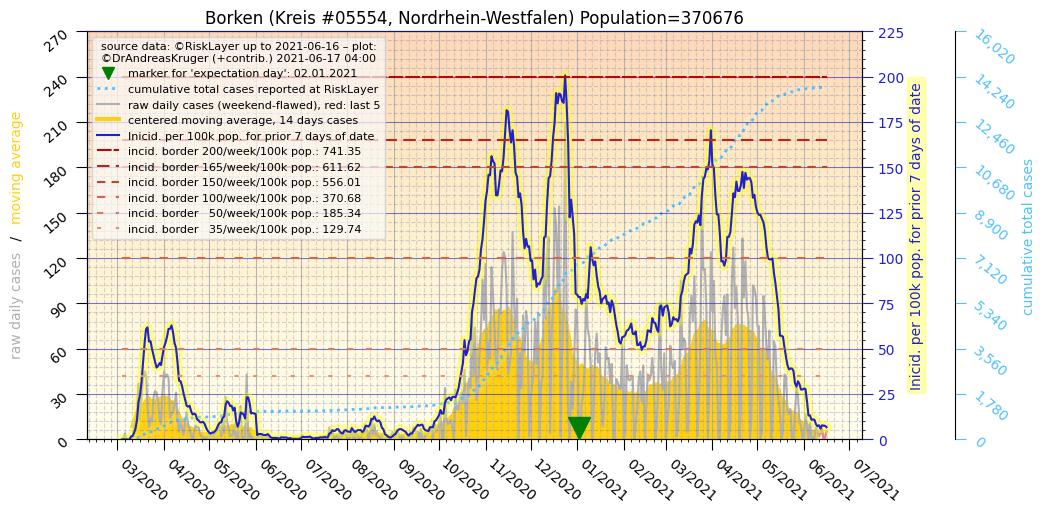 Borken (Kreis #05554, Nordrhein-Westfalen) Population=370676
source data: ©RiskLayer up to 2021-06-16 – plot:
©DrAndreasKruger (+contrib.) 2021-06-17 04:00
marker for 'expectation day': 02.01.2021
cumulative total cases reported at RiskLayer
raw daily cases (weekend-flawed), red: last 5
centered moving average, 14 days cases
Inicid. per 100k pop. for prior 7 days of date
incid. border 200/week/100k pop.: 741.35
incid. border 165/week/100k pop.: 611.62
incid. border 150/week/100k pop.: 556.01
incid. border 100/week/100k pop.: 370.68
incid. border   50/week/100k pop.: 185.34
incid. border   35/week/100k pop.: 129.74
raw daily cases / moving average
270
240
210
180
150
120
90
60
30
0
03/2020
04/2020
05/2020
06/2020
07/2020
08/2020
09/2020
10/2020
11/2020
12/2020
01/2021
02/2021
03/2021
04/2021
05/2021
06/2021
07/2021
225
200
175
150
125
100
75
50
25
0
Inicid. per 100k pop. for prior 7 days of date
16,020
14,240
12,460
10,680
8,900
7,120
5,340
3,560
1,780
0
cumulative total cases